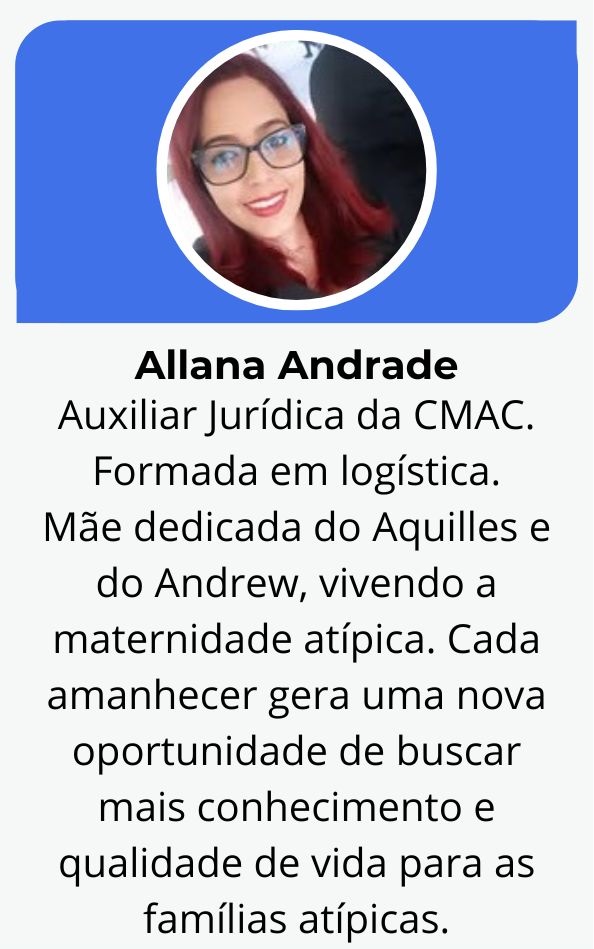 Allana Andrade
Auxiliar Jurídica da CMAC.
Formada em logística.
Mãe dedicada do Aquilles e
do Andrew, vivendo a
maternidade atípica. Cada
amanhecer gera uma nova
oportunidade de buscar
mais conhecimento e
qualidade de vida para as
famílias atípicas.